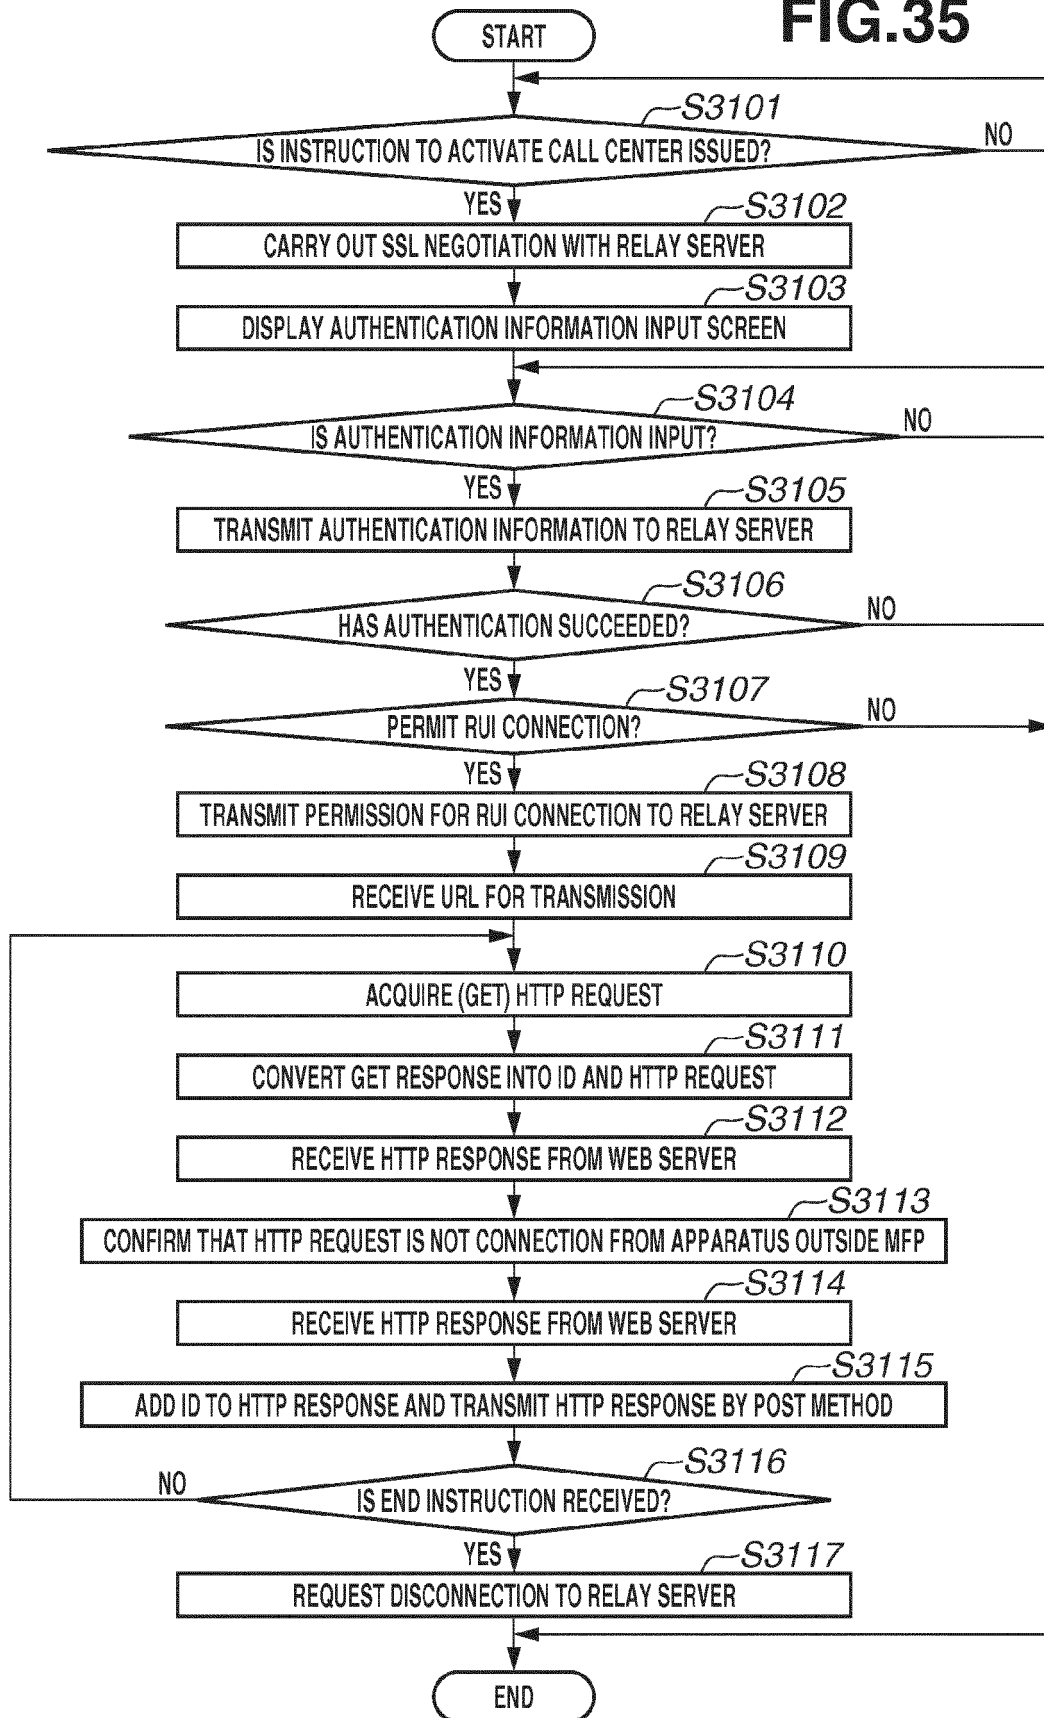 FIG.35
START
S3101
IS INSTRUCTION TO ACTIVATE CALL CENTER ISSUED?
NO
YES
S3102
CARRY OUT SSL NEGOTIATION WITH RELAY SERVER
S3103
DISPLAY AUTHENTICATION INFORMATION INPUT SCREEN
S3104
IS AUTHENTICATION INFORMATION INPUT?
NO
YES
S3105
TRANSMIT AUTHENTICATION INFORMATION TO RELAY SERVER
S3106
HAS AUTHENTICATION SUCCEEDED?
NO
YES
S3107
PERMIT RUI CONNECTION?
NO
YES
S3108
TRANSMIT PERMISSION FOR RUI CONNECTION TO RELAY SERVER
S3109
RECEIVE URL FOR TRANSMISSION
S3110
ACQUIRE (GET) HTTP REQUEST
S3111
CONVERT GET RESPONSE INTO ID AND HTTP REQUEST
S3112
RECEIVE HTTP RESPONSE FROM WEB SERVER
S3113
CONFIRM THAT HTTP REQUEST IS NOT CONNECTION FROM APPARATUS OUTSIDE MFP
S3114
RECEIVE HTTP RESPONSE FROM WEB SERVER
S3115
ADD ID TO HTTP RESPONSE AND TRANSMIT HTTP RESPONSE BY POST METHOD
S3116
NO
IS END INSTRUCTION RECEIVED?
YES
S3117
REQUEST DISCONNECTION TO RELAY SERVER
END